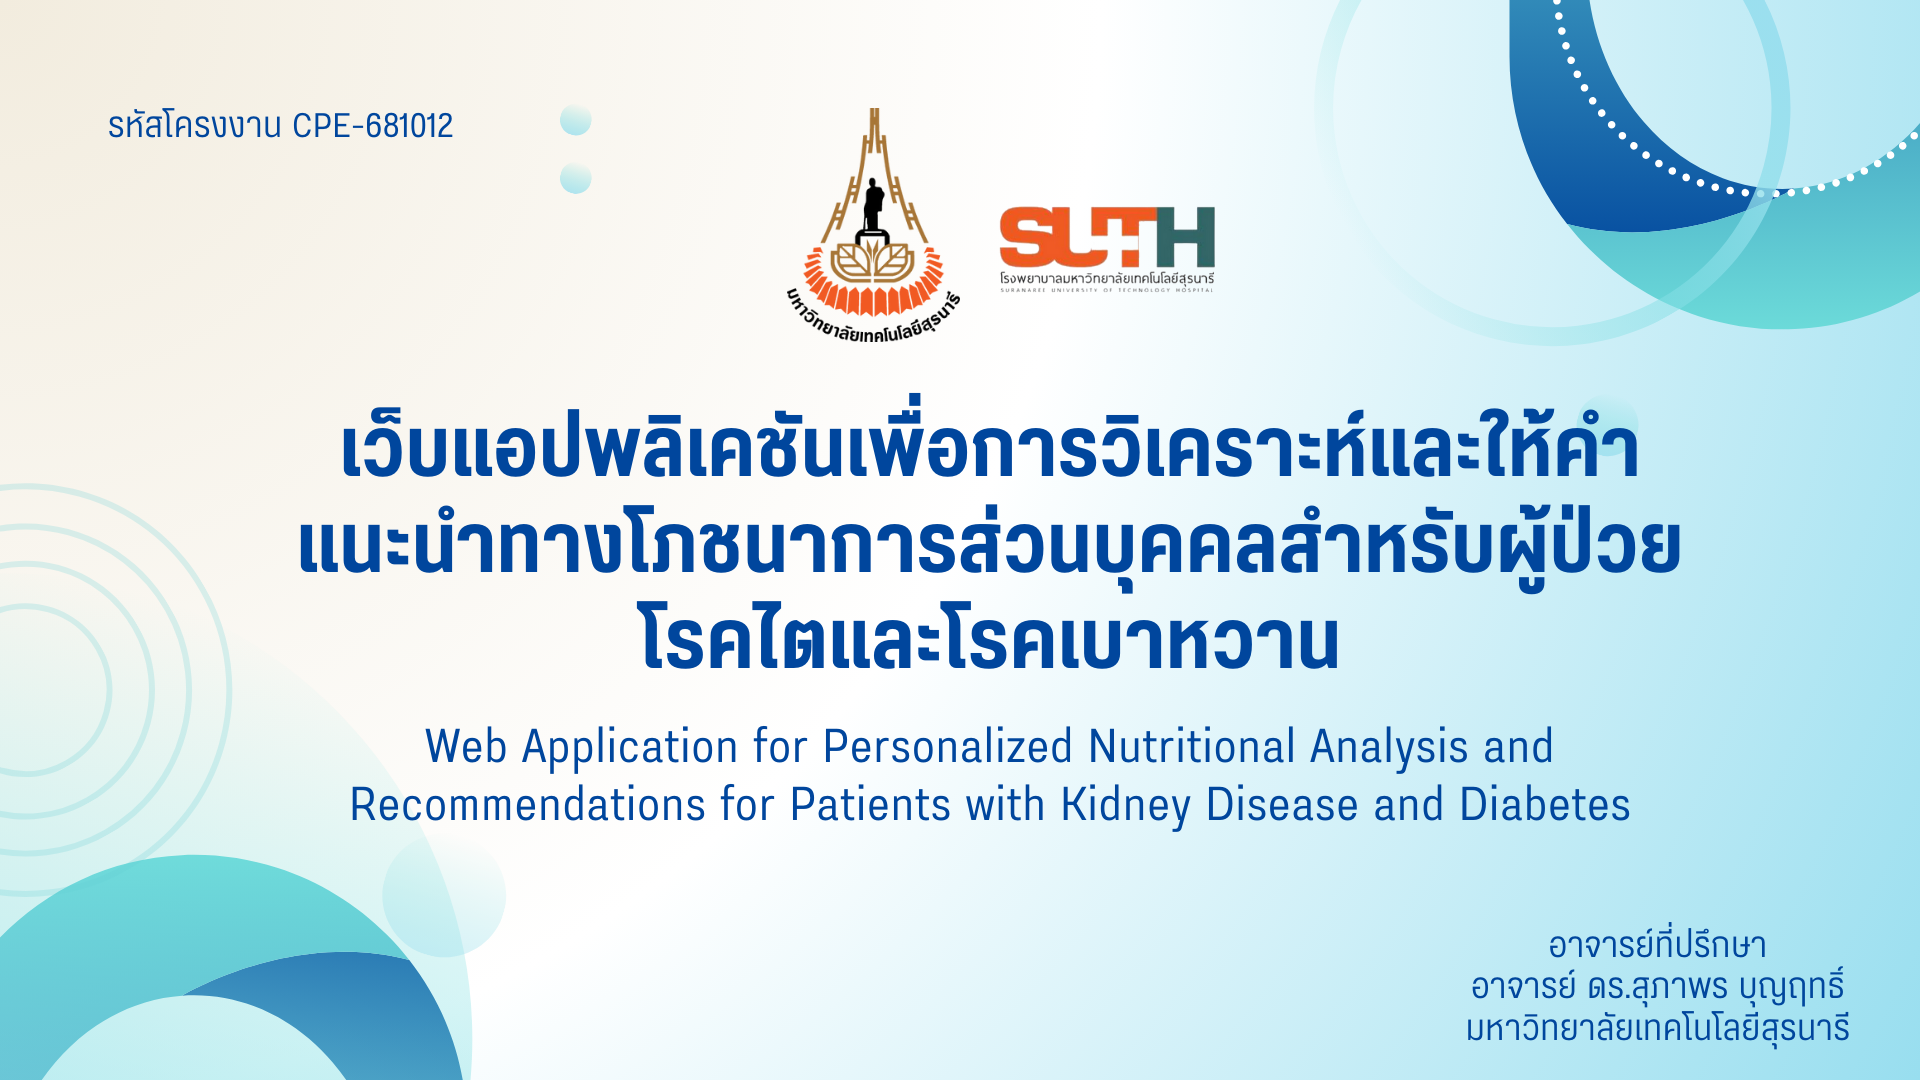 รหัสโครงงาน CPE-681012
มหาวิทยาลัยเทคโนโลยีสุรนารี
SUTH
โรงพยาบาลมหาวิทยาลัยเทคโนโลยีสุรนารี
SURANAREE UNIVERSITY OF TECHNOLOGY HOSPITAL
เว็บแอปพลิเคชันเพื่อการวิเคราะห์และให้คำ
แนะนำทางโภชนาการส่วนบุคคลสำหรับผู้ป่วย
โรคไตและโรคเบาหวาน
Web Application for Personalized Nutritional Analysis and
Recommendations for Patients with Kidney Disease and Diabetes
อาจารย์ที่ปรึกษา
อาจารย์ ดร.สุภาพร บุญฤทธิ์
มหาวิทยาลัยเทคโนโลยีสุรนารี